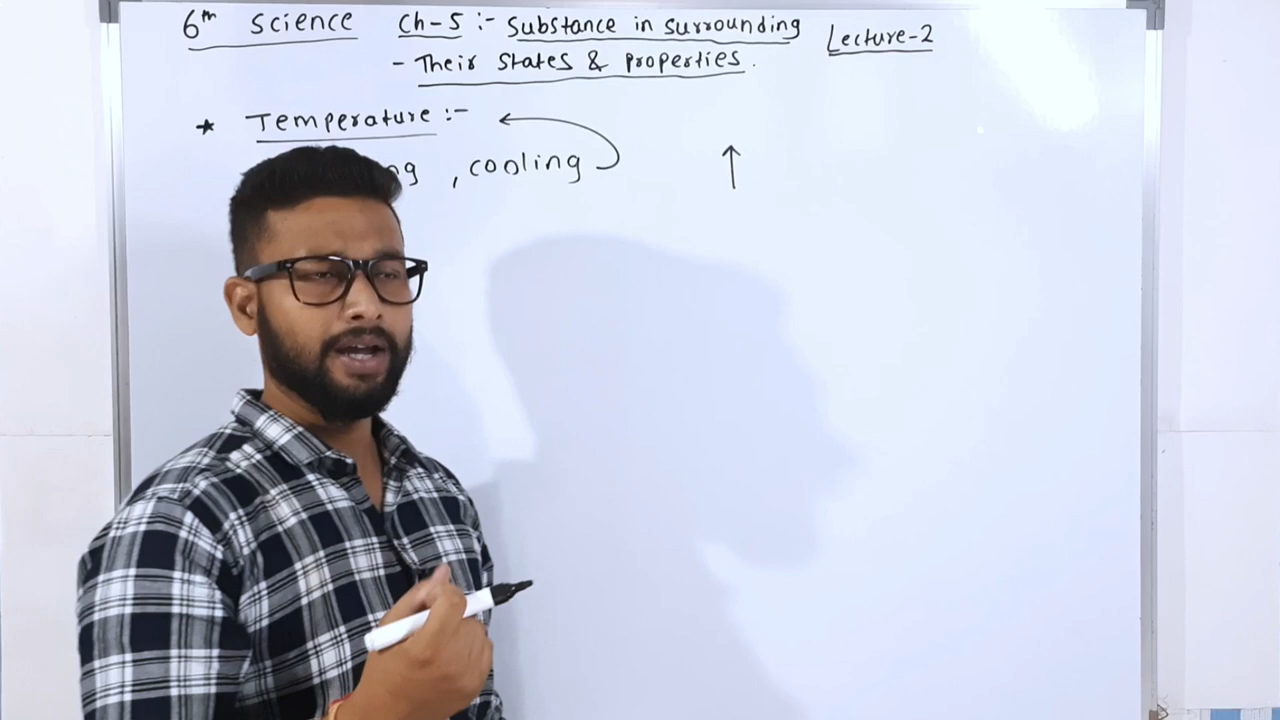 6th Science Ch-5 :- Substance in surrounding Lecture-2
- Their States & properties.
* Temperature :-
, cooling